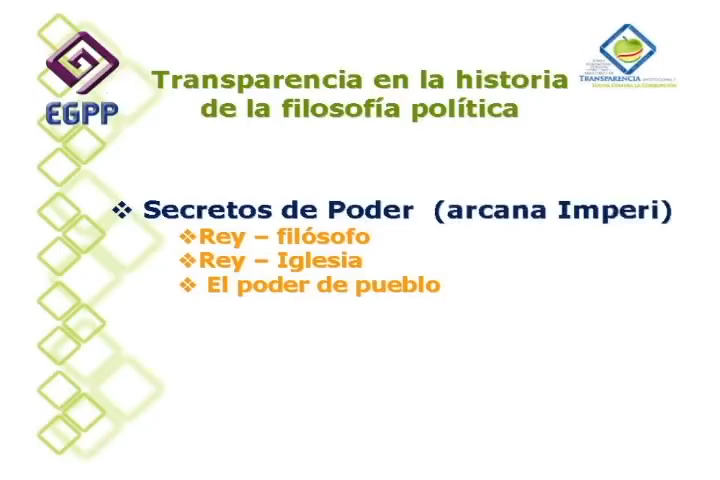 Transparencia en la historia
de la filosofía política
EGPP
TRANSPARENCIA
❖ Secretos de Poder (arcana Imperi)
❖Rey – filósofo
❖Rey – Iglesia
❖ El poder de pueblo